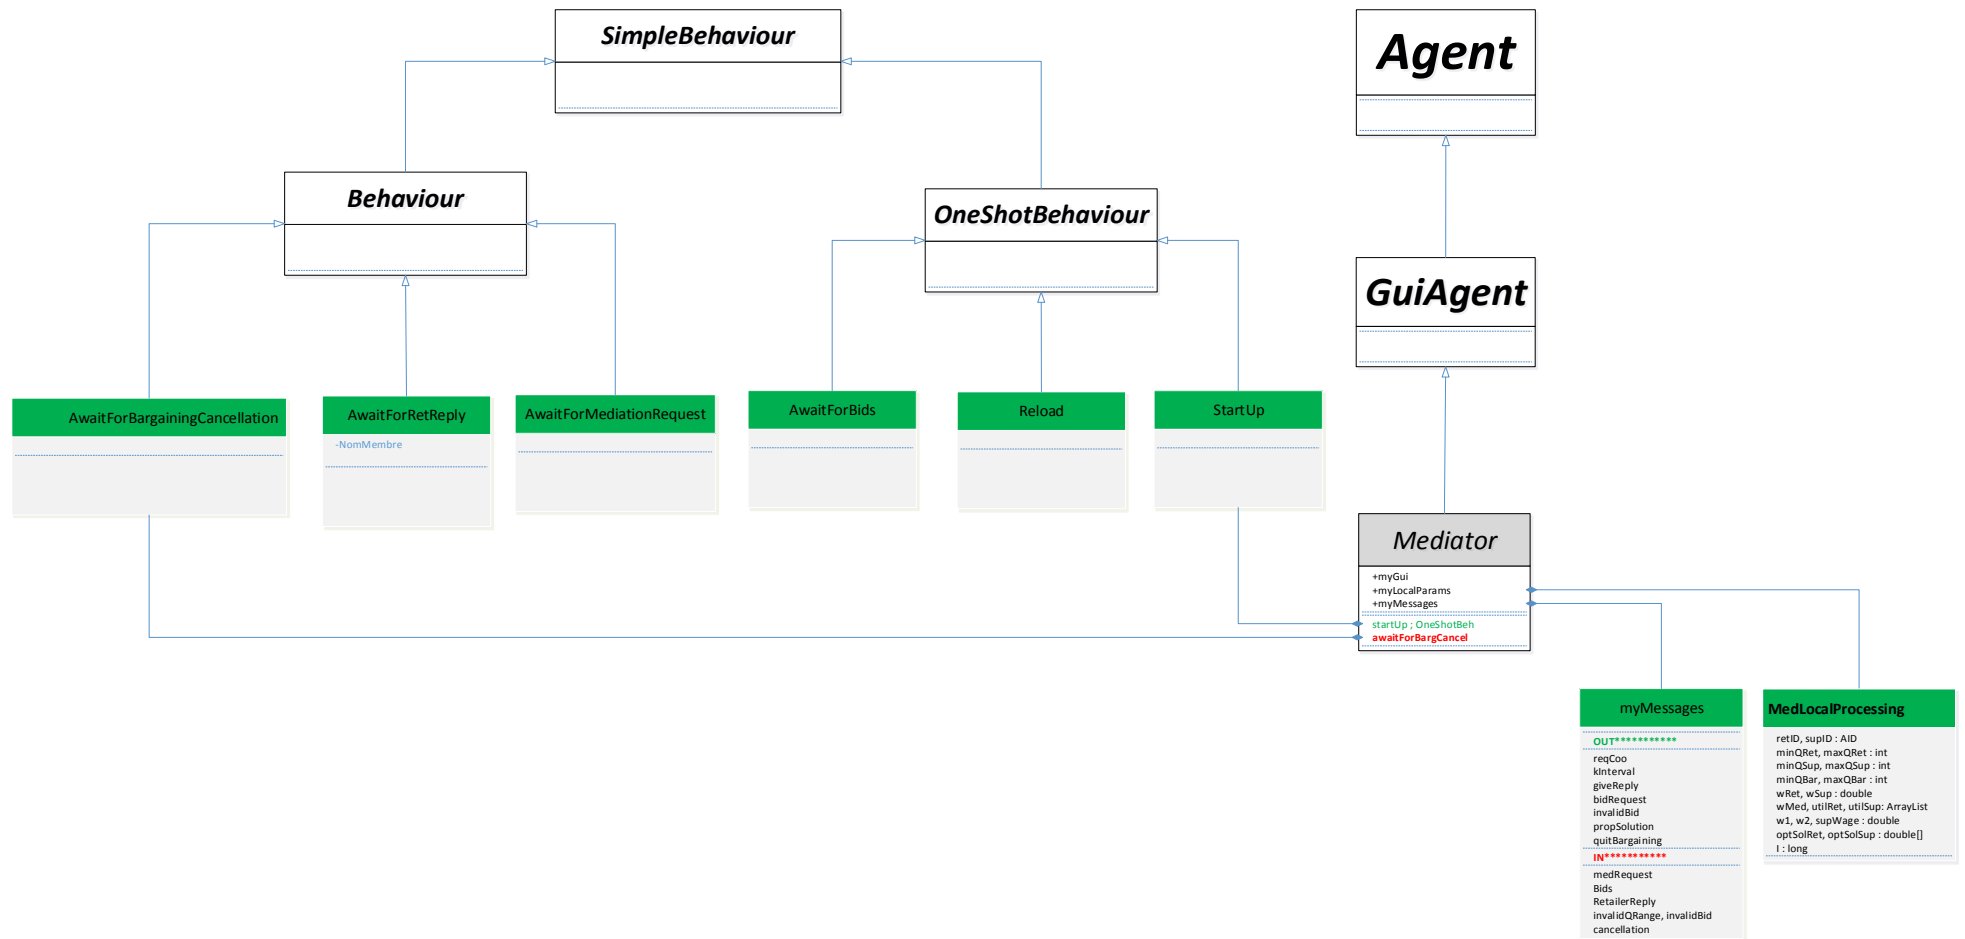 SimpleBehaviour
Agent
Behaviour
OneShotBehaviour
GuiAgent
AwaitForBargainingCancellation
AwaitForRetReply
-NomMembre
AwaitForMediationRequest
AwaitForBids
Reload
StartUp
Mediator
+myGui
+myLocalParams
+myMessages
startUp ; OneShotBeh
awaitForBargCancel
myMessages
OUT***********
reqCoo
kInterval
giveReply
bidRequest
invalidBid
propSolution
quitBargaining
IN***********
medRequest
Bids
RetailerReply
invalidQRange, invalidBid
cancellation
MedLocalProcessing
retID, supID : AID
minQRet, maxQRet : int
minQSup, maxQSup : int
minQBar, maxQBar : int
wRet, wSup : double
wMed, utilRet, utilSup: ArrayList
w1, w2, supWage : double
optSolRet, optSolSup : double[]
I : long